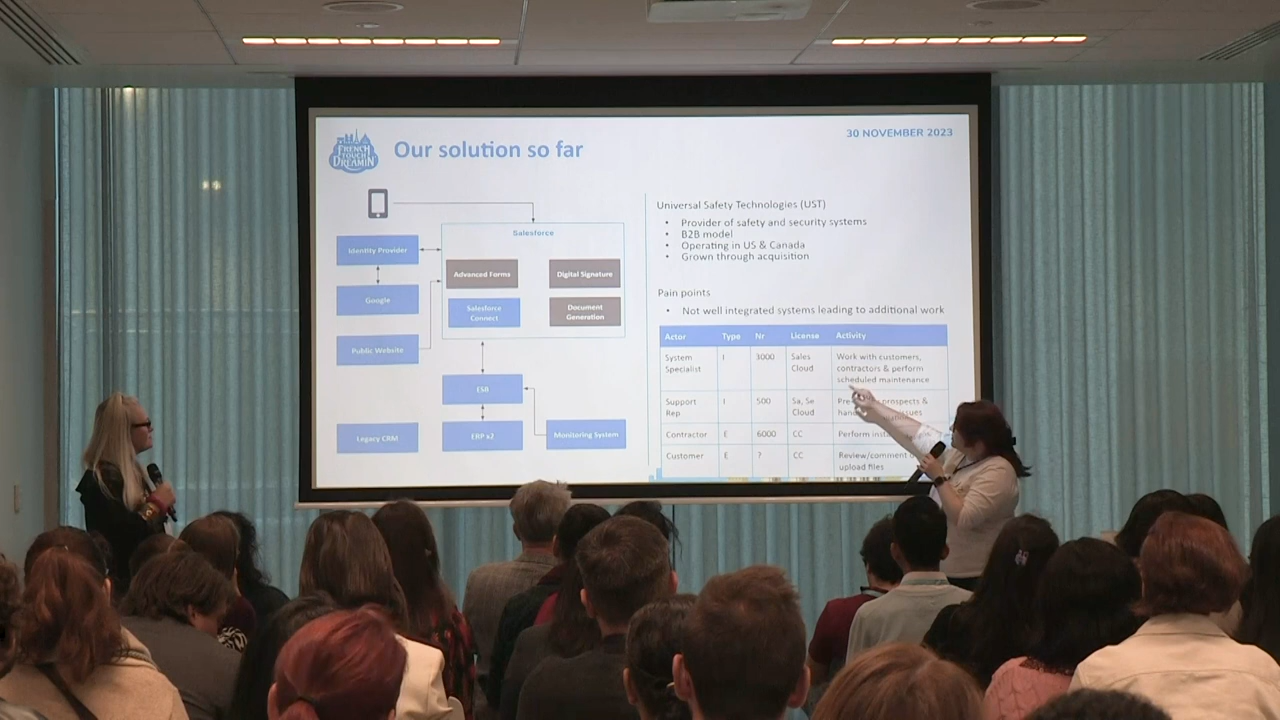 FRENCH
TOUCH
DREAMIN
Our solution so far
30 NOVEMBER 2023
Salesforce
Identity Provider
Advanced Forms
Digital Signature
Google
Salesforce
Connect
Document
Generation
Public Website
ESB
Legacy CRM
ERP x2
Monitoring System
Universal Safety Technologies (UST)
• Provider of safety and security systems
• B2B model
• Operating in US & Canada
• Grown through acquisition
Pain points
• Not well integrated systems leading to additional work
Actor Type Nr License Activity
System
Specialist
I 3000 Sales
Cloud
Work with customers,
contractors & perform
scheduled maintenance
Support
Rep
I 500 Sa, Se
Cloud
prospects &
issues
Contractor E 6000 CC Perform
Customer E ? CC Review/comment
upload files